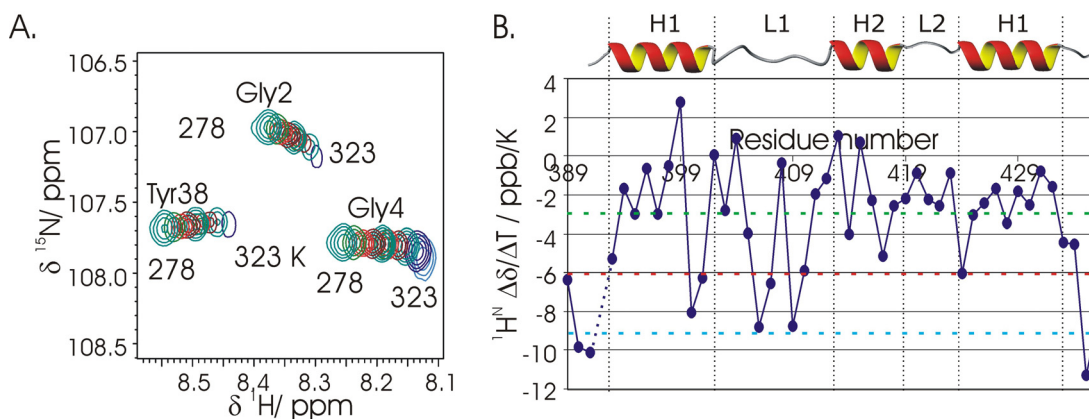 A.
106.5
107.0
107.5
108.0
108.5
δ ¹⁵N/ ppm
Gly2
278
323
Tyr38
278
323 K
Gly4
278
323
8.5 8.4 8.3 8.2 8.1
δ ¹H/ ppm
B.
H1 L1 H2 L2 H1
4
2
0
-2
-4
-6
-8
-10
-12
¹Hᴺ Δδ/ΔT / ppb/K
Residue number
389 399 409 419 429